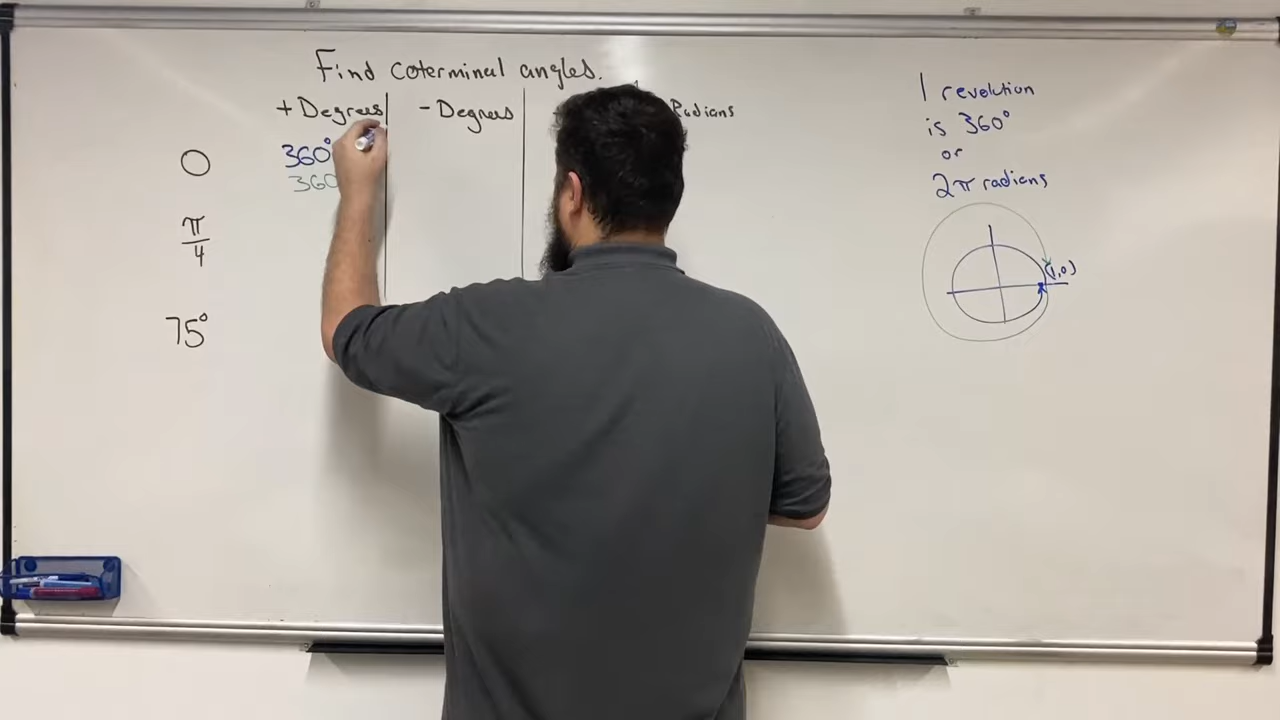 Find coterminal angles.
+ Degrees - Degrees Radians
0 360°
360
π/4
75°
1 revolution
is 360°
or
2π radians
(1,0)